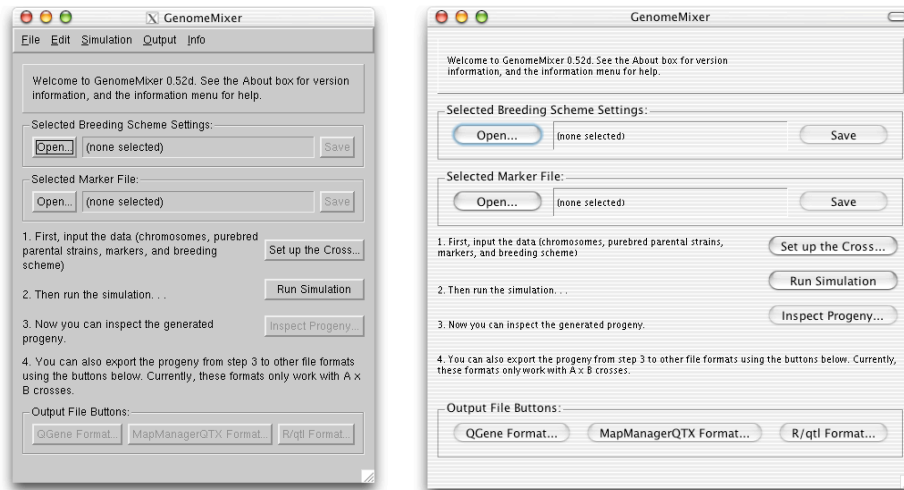 GenomeMixer
File Edit Simulation Output Info
Welcome to GenomeMixer 0.52d. See the About box for version
information, and the information menu for help.
Selected Breeding Scheme Settings:
Open... (none selected) Save
Selected Marker File:
Open... (none selected) Save
1. First, input the data (chromosomes, purebred
parental strains, markers, and breeding
scheme)
Set up the Cross...
2. Then run the simulation. . .
Run Simulation
3. Now you can inspect the generated
progeny.
Inspect Progeny...
4. You can also export the progeny from step 3 to other file formats
using the buttons below. Currently, these formats only work with A x
B crosses.
Output File Buttons:
QGene Format... MapManagerQTX Format... R/qtl Format...
GenomeMixer
Welcome to GenomeMixer 0.52d. See the About box for version
information, and the information menu for help.
Selected Breeding Scheme Settings:
Open... (none selected) Save
Selected Marker File:
Open... (none selected) Save
1. First, input the data (chromosomes, purebred parental strains,
markers, and breeding scheme)
Set up the Cross...
2. Then run the simulation. . .
Run Simulation
3. Now you can inspect the generated progeny.
Inspect Progeny...
4. You can also export the progeny from step 3 to other file formats using the buttons below. Currently,
these formats only work with A x B crosses.
Output File Buttons:
QGene Format... MapManagerQTX Format... R/qtl Format...